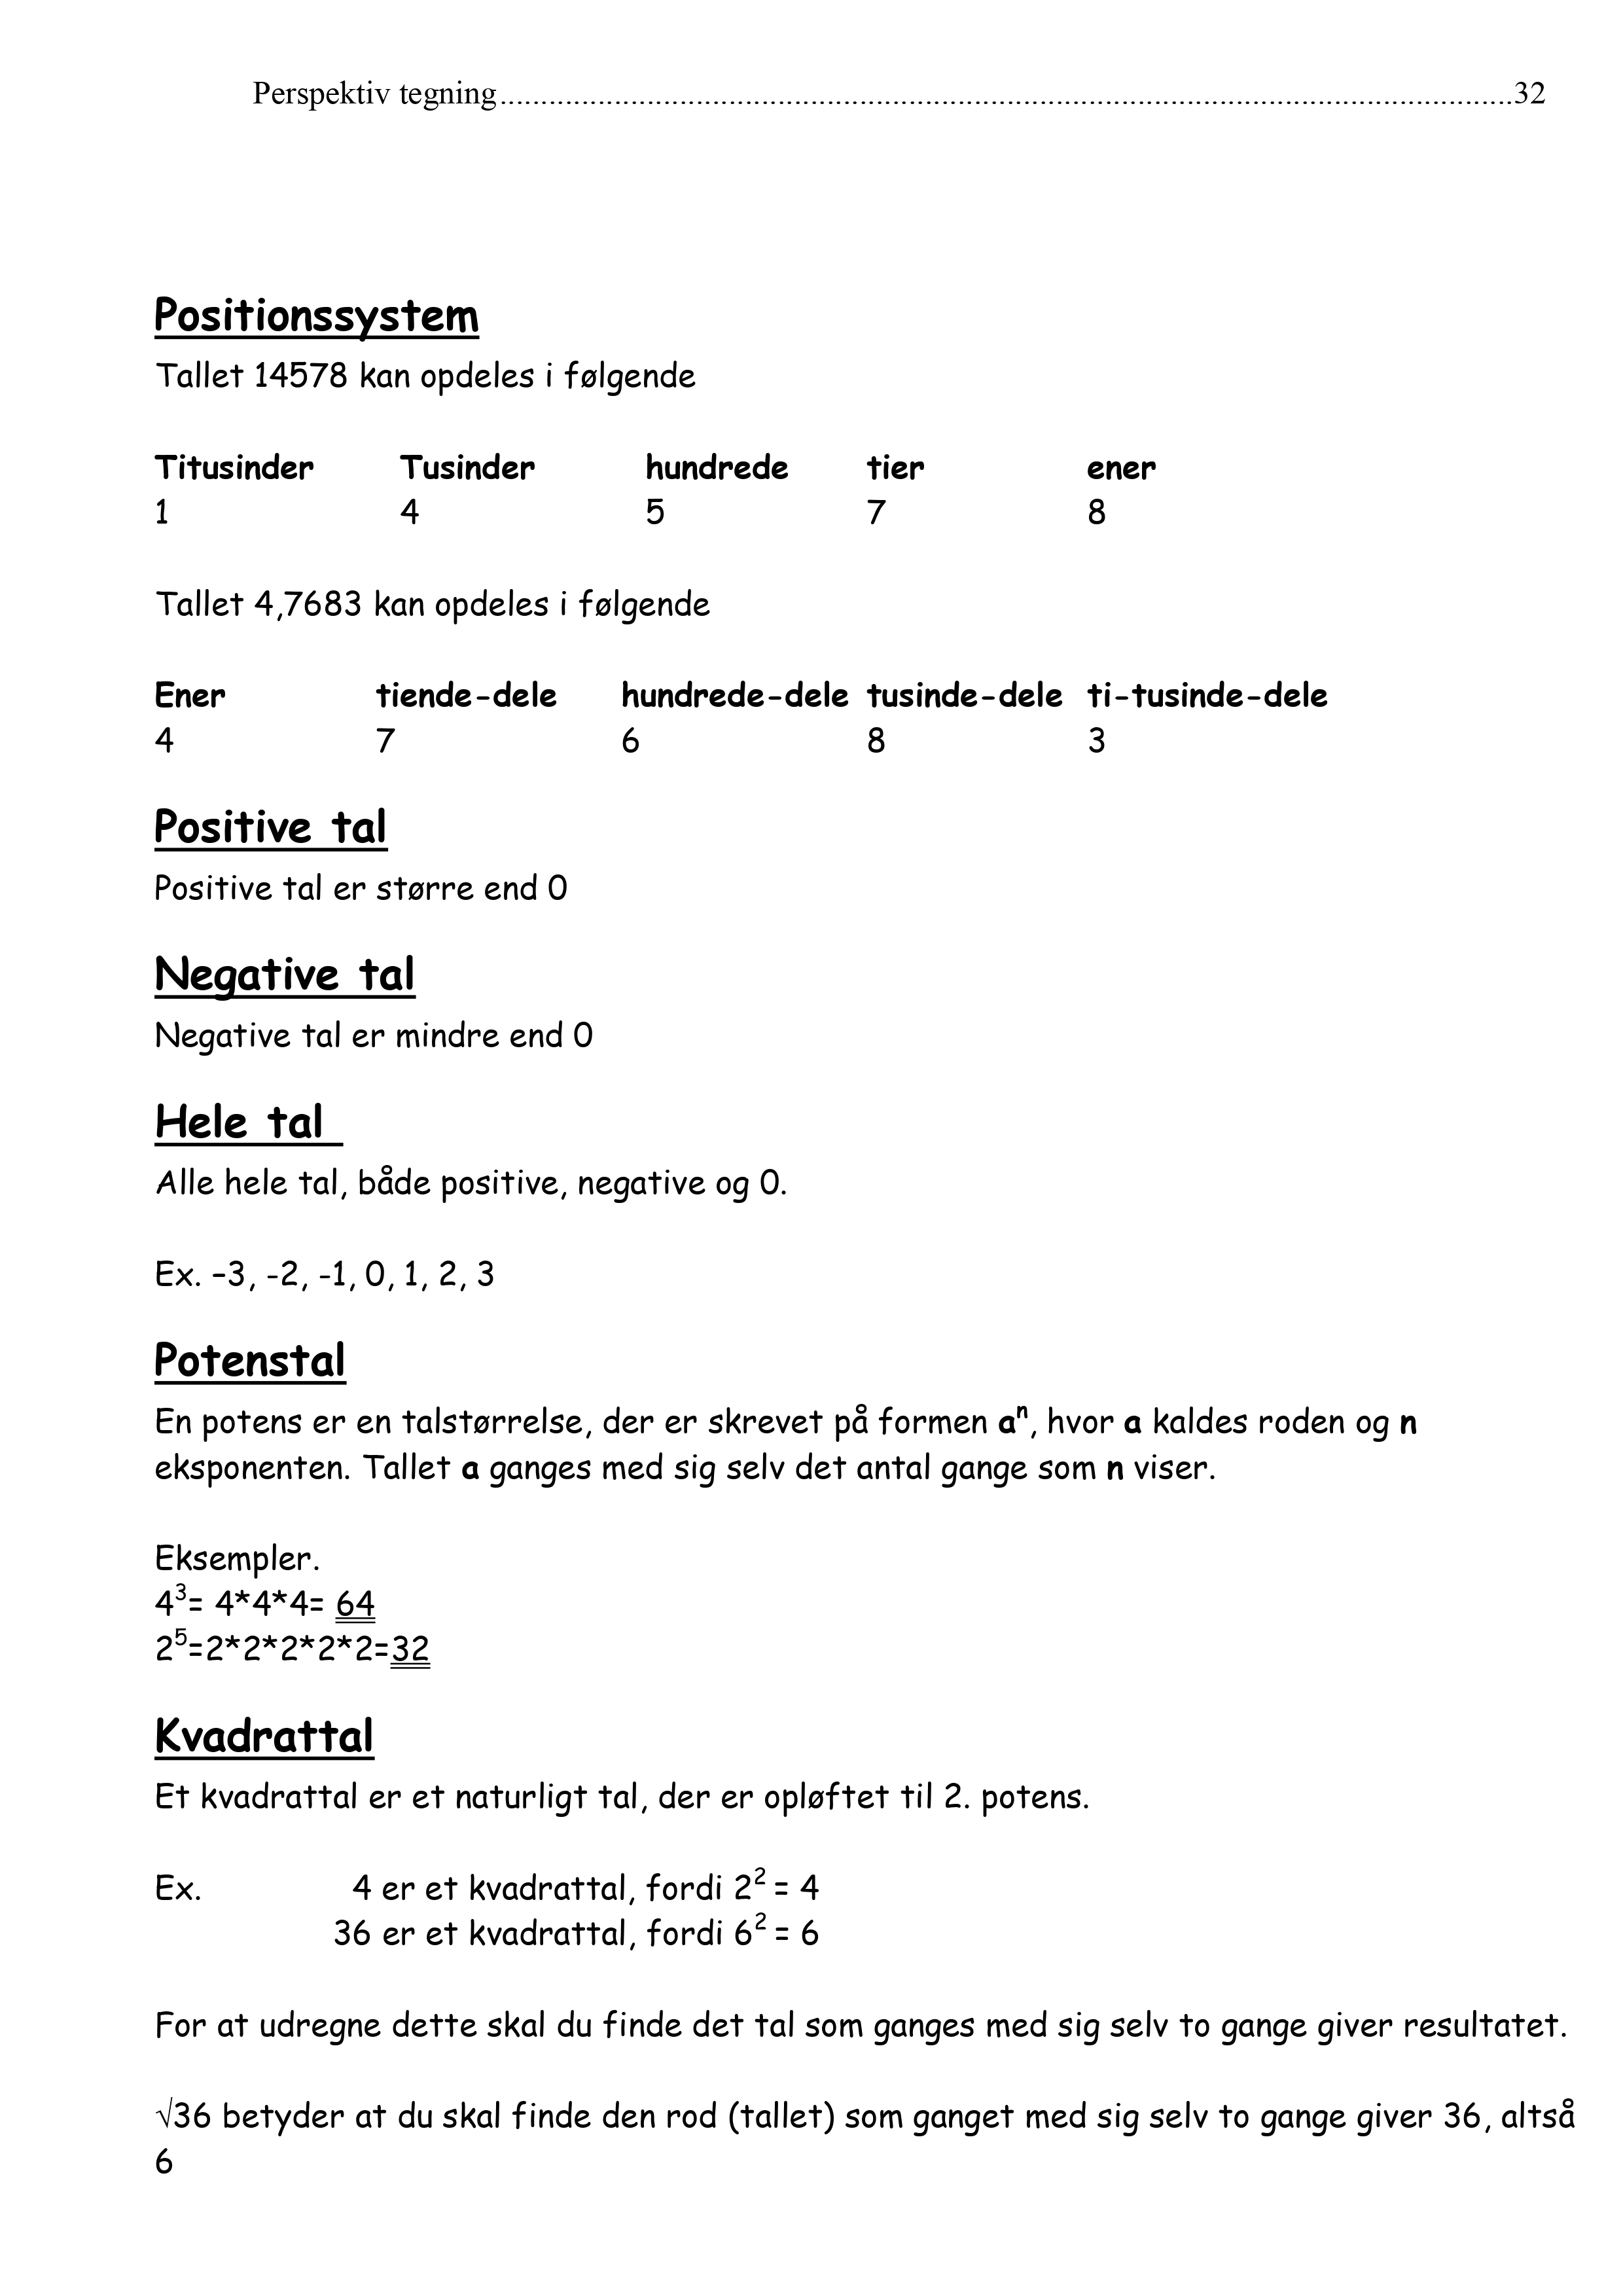 Perspektiv tegning....................................................................................................32
Positionssystem
Tallet 14578 kan opdeles i følgende
Titusinder Tusinder hundrede tier ener
1 4 5 7 8
Tallet 4,7683 kan opdeles i følgende
Ener tiende-dele hundrede-dele tusinde-dele ti-tusinde-dele
4 7 6 8 3
Positive tal
Positive tal er større end 0
Negative tal
Negative tal er mindre end 0
Hele tal
Alle hele tal, både positive, negative og 0.
Ex. –3, -2, -1, 0, 1, 2, 3
Potenstal
En potens er en talstørrelse, der er skrevet på formen aⁿ, hvor a kaldes roden og n
eksponenten. Tallet a ganges med sig selv det antal gange som n viser.
Eksempler.
4³= 4*4*4= 64
2⁵=2*2*2*2*2=32
Kvadrattal
Et kvadrattal er et naturligt tal, der er opløftet til 2. potens.
Ex. 4 er et kvadrattal, fordi 2² = 4
36 er et kvadrattal, fordi 6² = 6
For at udregne dette skal du finde det tal som ganges med sig selv to gange giver resultatet.
√36 betyder at du skal finde den rod (tallet) som ganget med sig selv to gange giver 36, altså
6